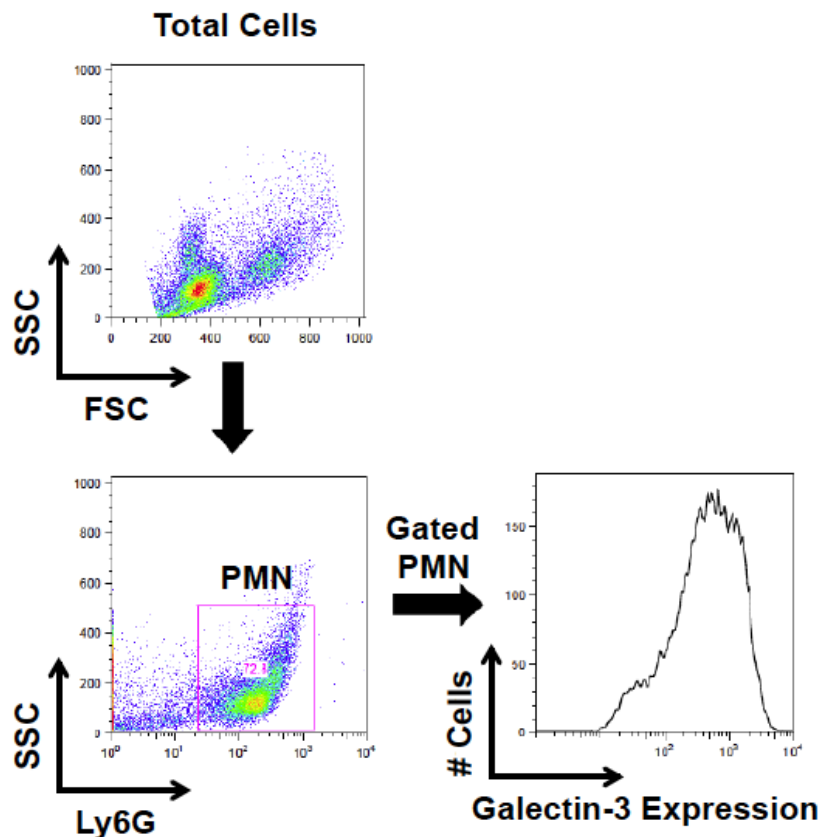 Total Cells
1000
800
600
400
200
0
0 200 400 600 800 1000
SSC
FSC
1000
800
600
400
200
0
PMN
10⁰ 10¹ 10² 10³ 10⁴
SSC
Ly6G
Gated
PMN
150
100
50
0
10² 10³ 10⁴
# Cells
Galectin-3 Expression